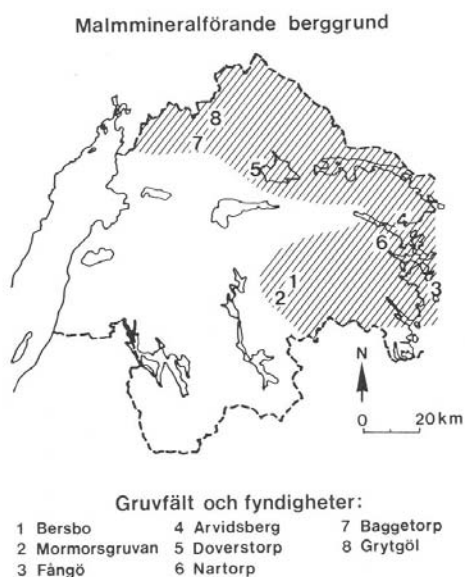 Malmmineralförande berggrund
8
7
5
4
6
1
2
3
N
0 20 km
Gruvfält och fyndigheter:
1 Bersbo 4 Arvidsberg 7 Baggetorp
2 Mormorsgruvan 5 Doverstorp 8 Grytgöl
3 Fångö 6 Nartorp